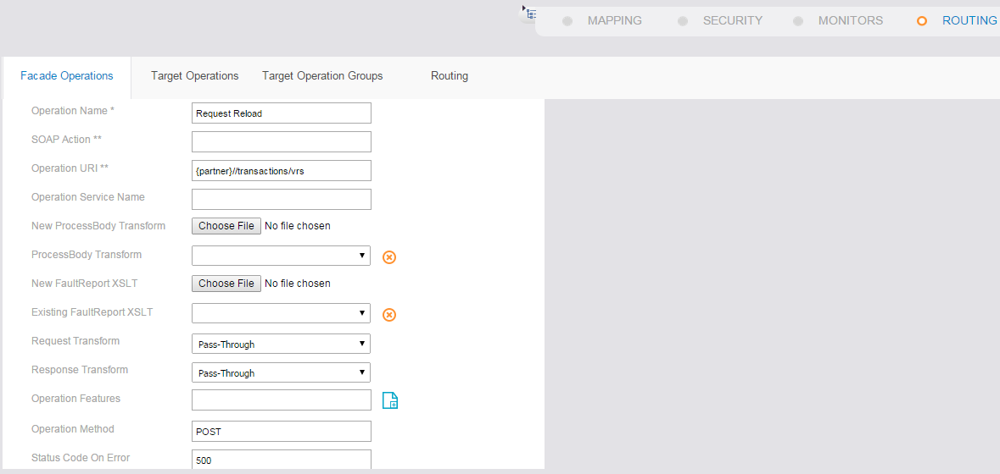 MAPPING SECURITY MONITORS ROUTING
Facade Operations Target Operations Target Operation Groups Routing
Operation Name * Request Reload
SOAP Action **
Operation URI ** {partner}//transactions/vrs
Operation Service Name
New ProcessBody Transform Choose File No file chosen
ProcessBody Transform
New FaultReport XSLT Choose File No file chosen
Existing FaultReport XSLT
Request Transform Pass-Through
Response Transform Pass-Through
Operation Features
Operation Method POST
Status Code On Error 500